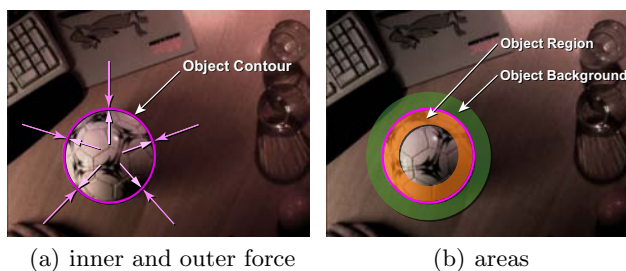 Object Contour
Object Region
Object Background
(a) inner and outer force
(b) areas